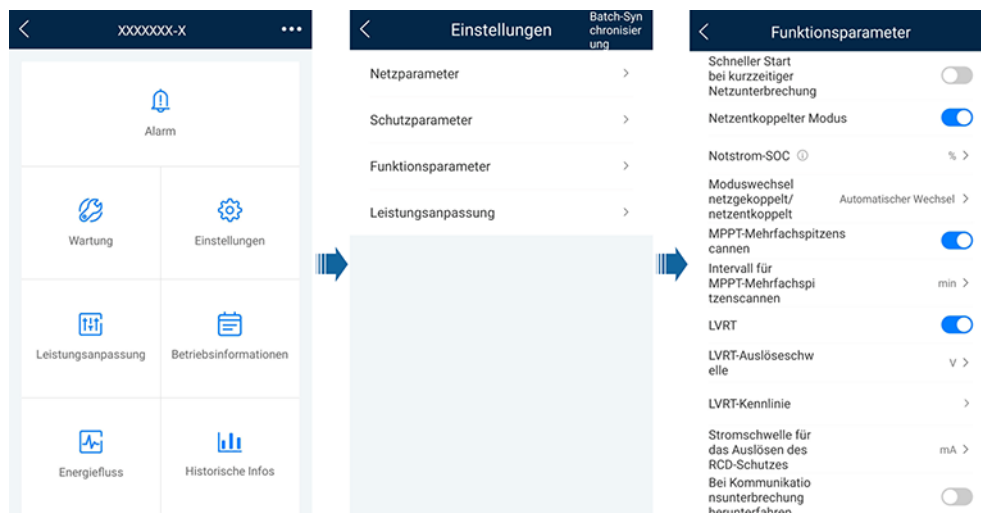 XXXXXXX-X
Alarm
Wartung
Einstellungen
Leistungsanpassung
Betriebsinformationen
Energiefluss
Historische Infos
Einstellungen
Batch-Syn
chronisier
ung
Netzparameter
Schutzparameter
Funktionsparameter
Leistungsanpassung
Funktionsparameter
Schneller Start
bei kurzzeitiger
Netzunterbrechung
Netzentkoppelter Modus
Notstrom-SOC
%
Moduswechsel
netzgekoppelt/
netzentkoppelt
Automatischer Wechsel
MPPT-Mehrfachspitzens
cannen
Intervall für
MPPT-Mehrfachspi
tzenscannen
min
LVRT
LVRT-Auslöseschw
elle
V
LVRT-Kennlinie
Stromschwelle für
das Auslösen des
RCD-Schutzes
mA
Bei Kommunikatio
nsunterbrechung
herunterfahren